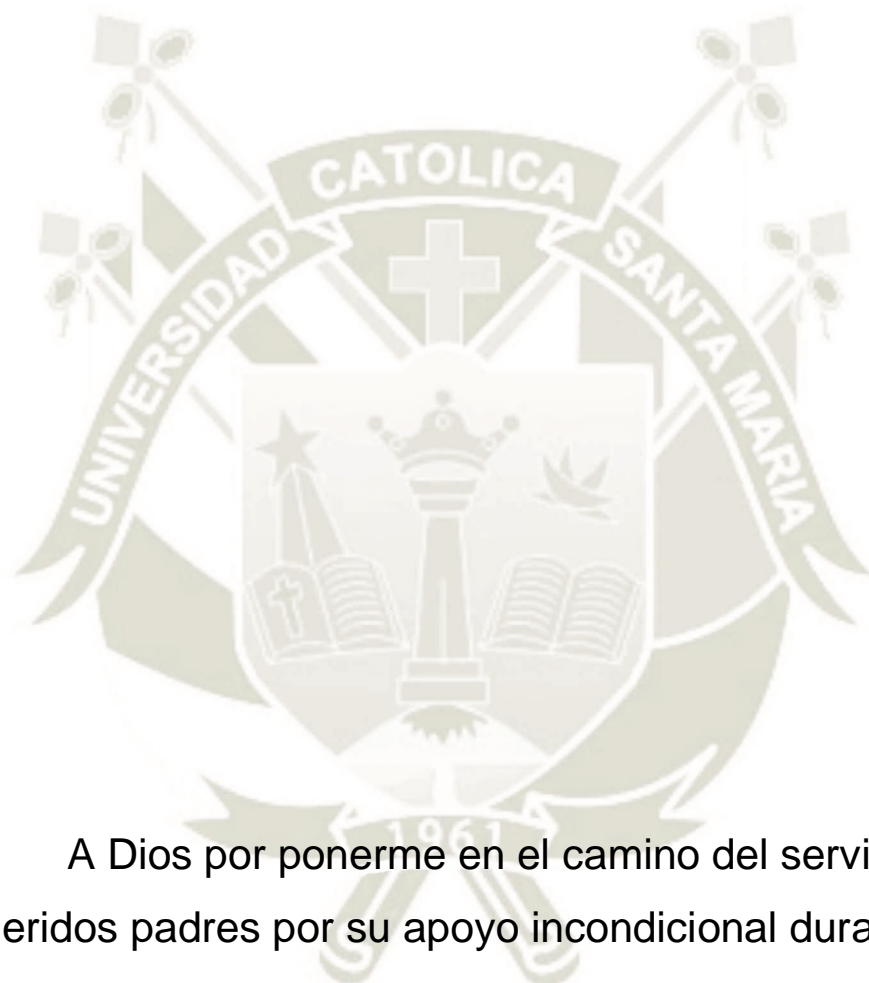 CATOLICA
UNIVERSIDAD
SANTA MARIA
1961
A Dios por ponerme en el camino del servi
eridos padres por su apoyo incondicional dura